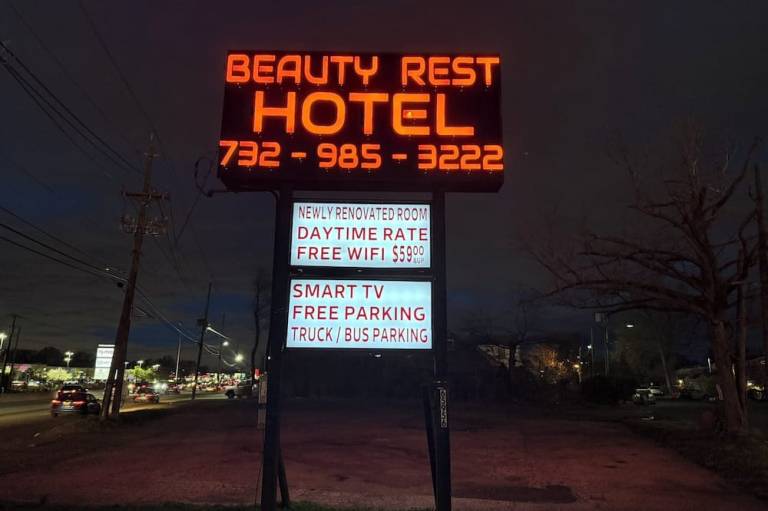 BEAUTY REST
HOTEL
732 - 985 - 3222
NEWLY RENOVATED ROOM
DAYTIME RATE
FREE WIFI $59.00 &UP
SMART TV
FREE PARKING
TRUCK / BUS PARKING